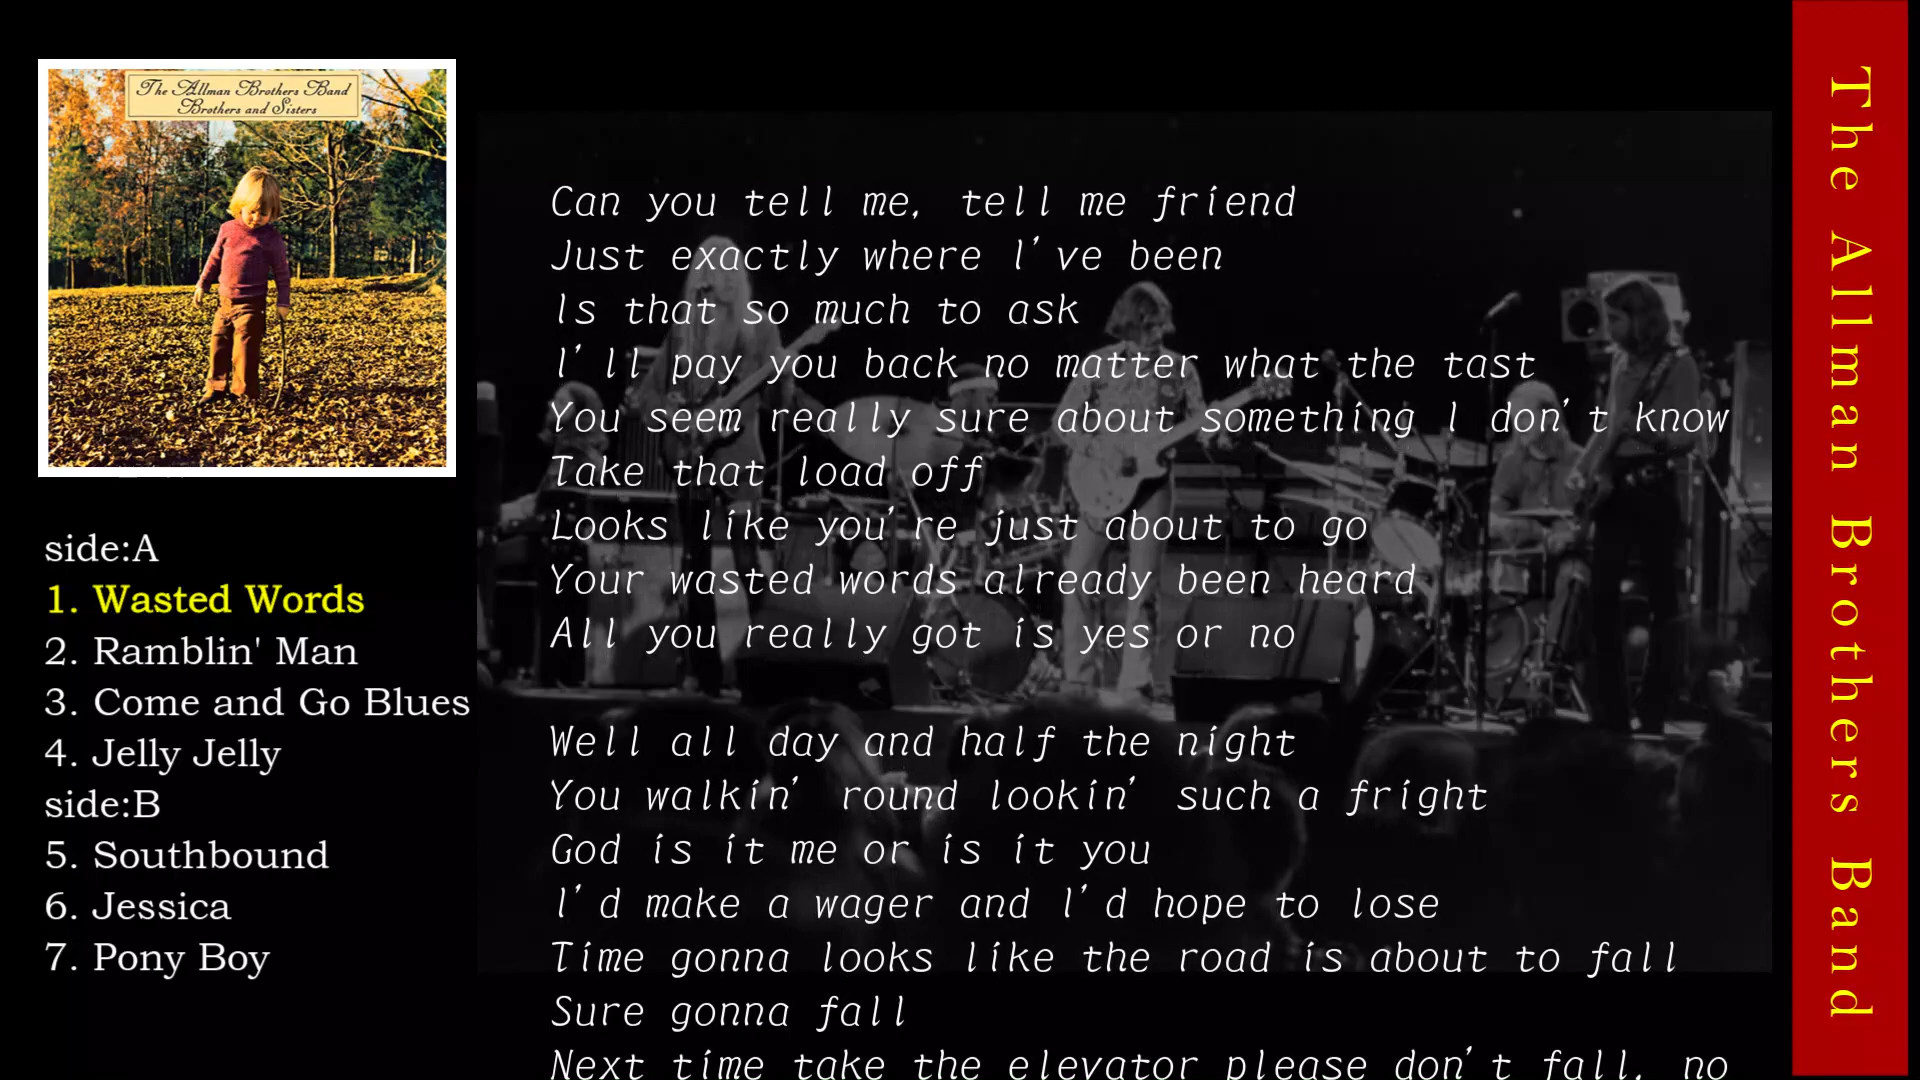 The Allman Brothers Band
Brothers and Sisters
side:A
1. Wasted Words
2. Ramblin' Man
3. Come and Go Blues
4. Jelly Jelly
side:B
5. Southbound
6. Jessica
7. Pony Boy
Can you tell me, tell me friend
Just exactly where I've been
Is that so much to ask
I'll pay you back no matter what the tast
You seem really sure about something I don't know
Take that load off
Looks like you're just about to go
Your wasted words already been heard
All you really got is yes or no
Well all day and half the night
You walkin' round lookin' such a fright
God is it me or is it you
I'd make a wager and I'd hope to lose
Time gonna looks like the road is about to fall
Sure gonna fall
Next time take the elevator please don't fall, no
The Allman Brothers Band